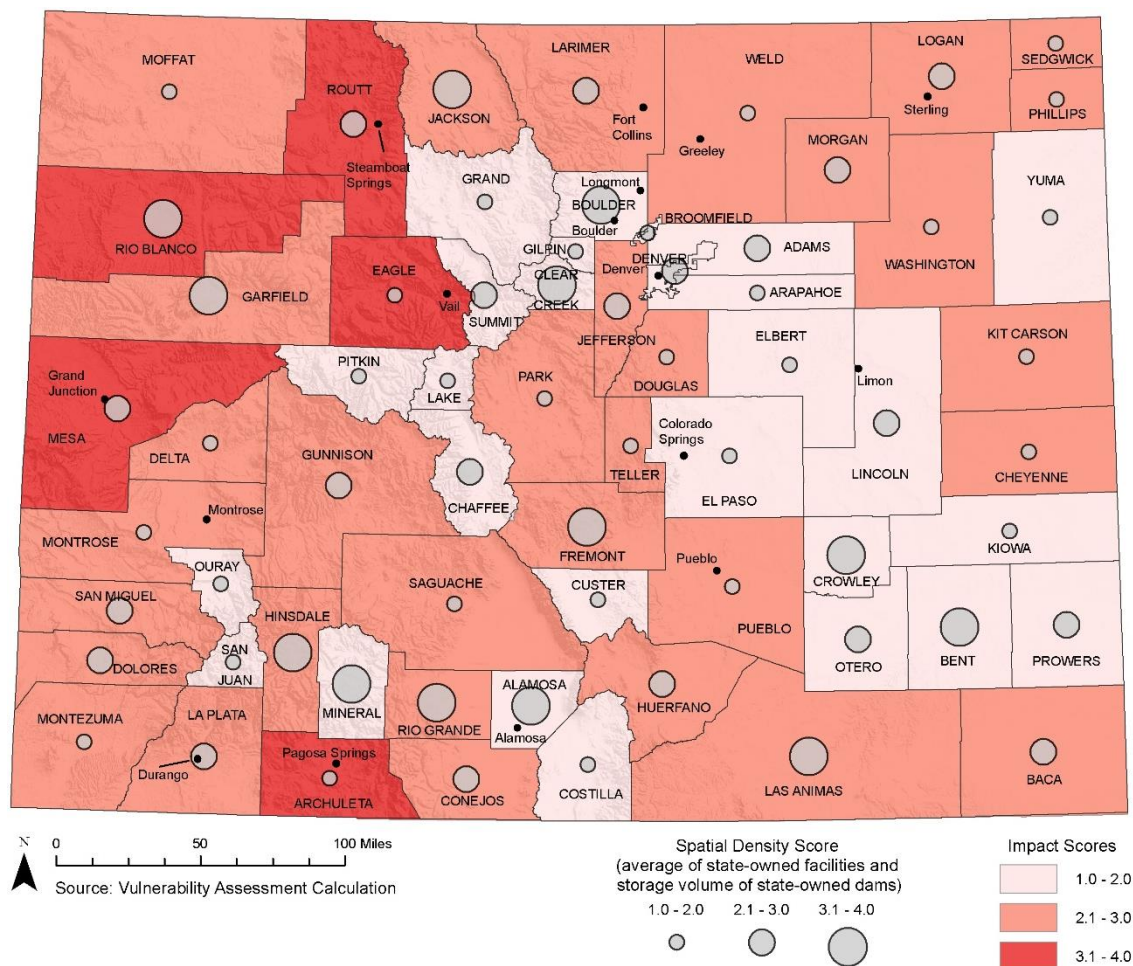 MOFFAT
ROUTT
Steamboat
Springs
JACKSON
LARIMER
Fort
Collins
WELD
Greeley
LOGAN
Sterling
SEDGWICK
PHILLIPS
MORGAN
YUMA
WASHINGTON
RIO BLANCO
GRAND
Longmont
BOULDER
Boulder
BROOMFIELD
GILPIN
ADAMS
DENVER
Denver
ARAPAHOE
GARFIELD
EAGLE
Vail
SUMMIT
CLEAR
CREEK
JEFFERSON
ELBERT
KIT CARSON
PITKIN
LAKE
PARK
DOUGLAS
Limon
Grand
Junction
MESA
DELTA
GUNNISON
CHAFFEE
TELLER
Colorado
Springs
EL PASO
LINCOLN
CHEYENNE
Montrose
MONTROSE
FREMONT
KIOWA
OURAY
SAGUACHE
CUSTER
Pueblo
PUEBLO
CROWLEY
SAN MIGUEL
HINSDALE
SAN
JUAN
DOLORES
OTERO
BENT
PROWERS
MINERAL
RIO GRANDE
ALAMOSA
Alamosa
HUERFANO
MONTEZUMA
LA PLATA
Durango
Pagosa Springs
ARCHULETA
CONEJOS
COSTILLA
LAS ANIMAS
BACA
N
0 50 100 Miles
Source: Vulnerability Assessment Calculation
Spatial Density Score
(average of state-owned facilities and
storage volume of state-owned dams)
1.0 - 2.0 2.1 - 3.0 3.1 - 4.0
Impact Scores
1.0 - 2.0
2.1 - 3.0
3.1 - 4.0